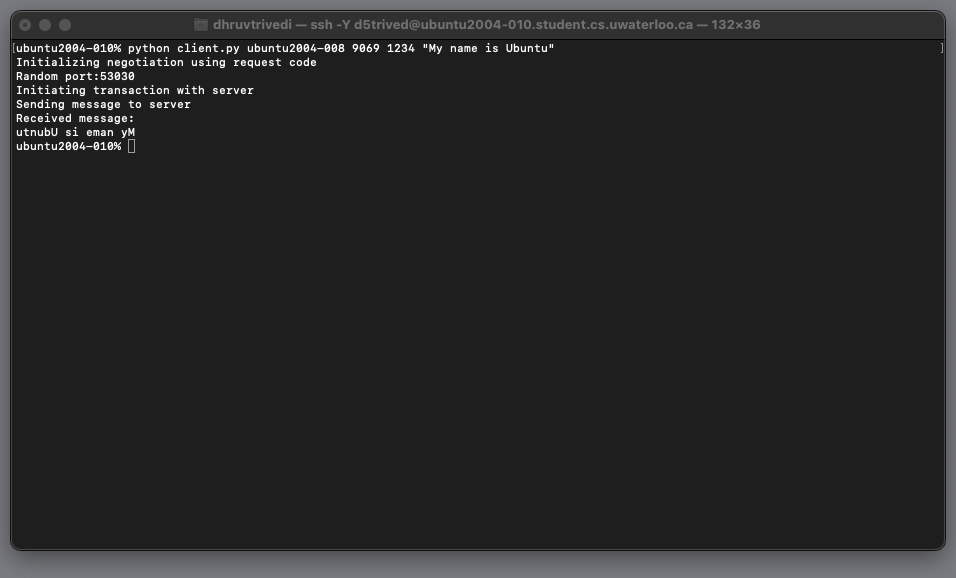 dhruvtrivedi — ssh -Y d5trived@ubuntu2004-010.student.cs.uwaterloo.ca — 132×36
[ubuntu2004-010% python client.py ubuntu2004-008 9069 1234 "My name is Ubuntu" ]
Initializing negotiation using request code
Random port:53030
Initiating transaction with server
Sending message to server
Received message:
utnubU si eman yM
ubuntu2004-010%